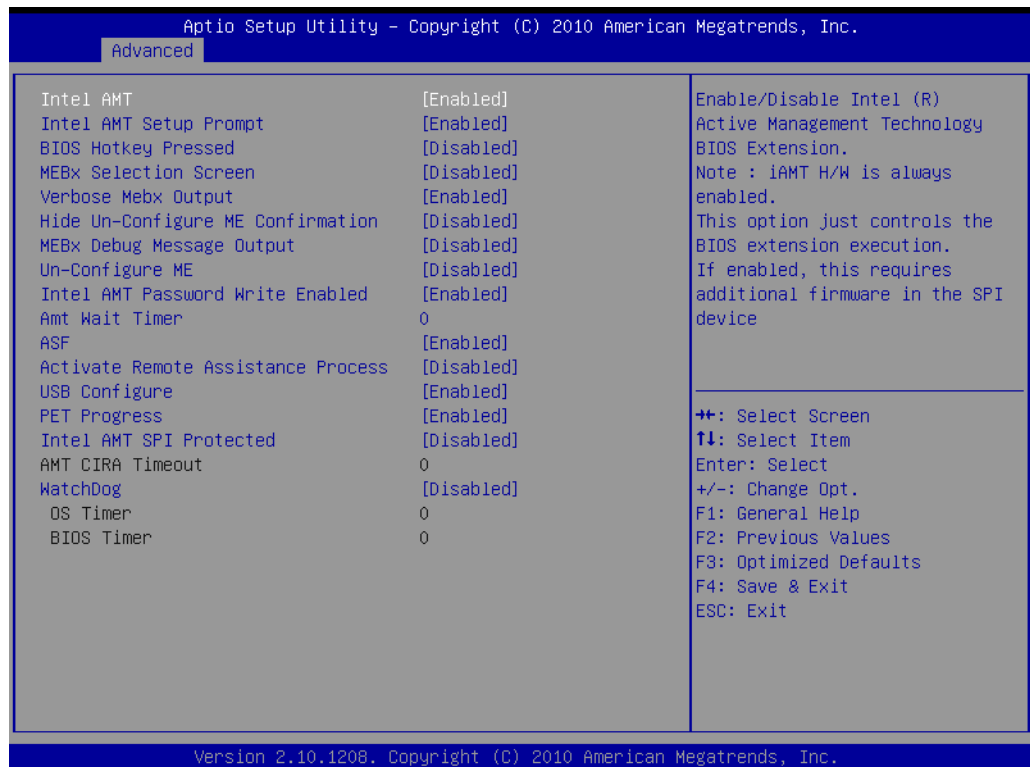 Aptio Setup Utility – Copyright (C) 2010 American Megatrends, Inc.
Advanced
Intel AMT [Enabled]
Intel AMT Setup Prompt [Enabled]
BIOS Hotkey Pressed [Disabled]
MEBx Selection Screen [Disabled]
Verbose Mebx Output [Enabled]
Hide Un-Configure ME Confirmation [Disabled]
MEBx Debug Message Output [Disabled]
Un-Configure ME [Disabled]
Intel AMT Password Write Enabled [Enabled]
Amt Wait Timer 0
ASF [Enabled]
Activate Remote Assistance Process [Disabled]
USB Configure [Enabled]
PET Progress [Enabled]
Intel AMT SPI Protected [Disabled]
AMT CIRA Timeout 0
WatchDog [Disabled]
OS Timer 0
BIOS Timer 0
Enable/Disable Intel (R)
Active Management Technology
BIOS Extension.
Note : iAMT H/W is always
enabled.
This option just controls the
BIOS extension execution.
If enabled, this requires
additional firmware in the SPI
device
→←: Select Screen
↑↓: Select Item
Enter: Select
+/-: Change Opt.
F1: General Help
F2: Previous Values
F3: Optimized Defaults
F4: Save & Exit
ESC: Exit
Version 2.10.1208. Copyright (C) 2010 American Megatrends, Inc.